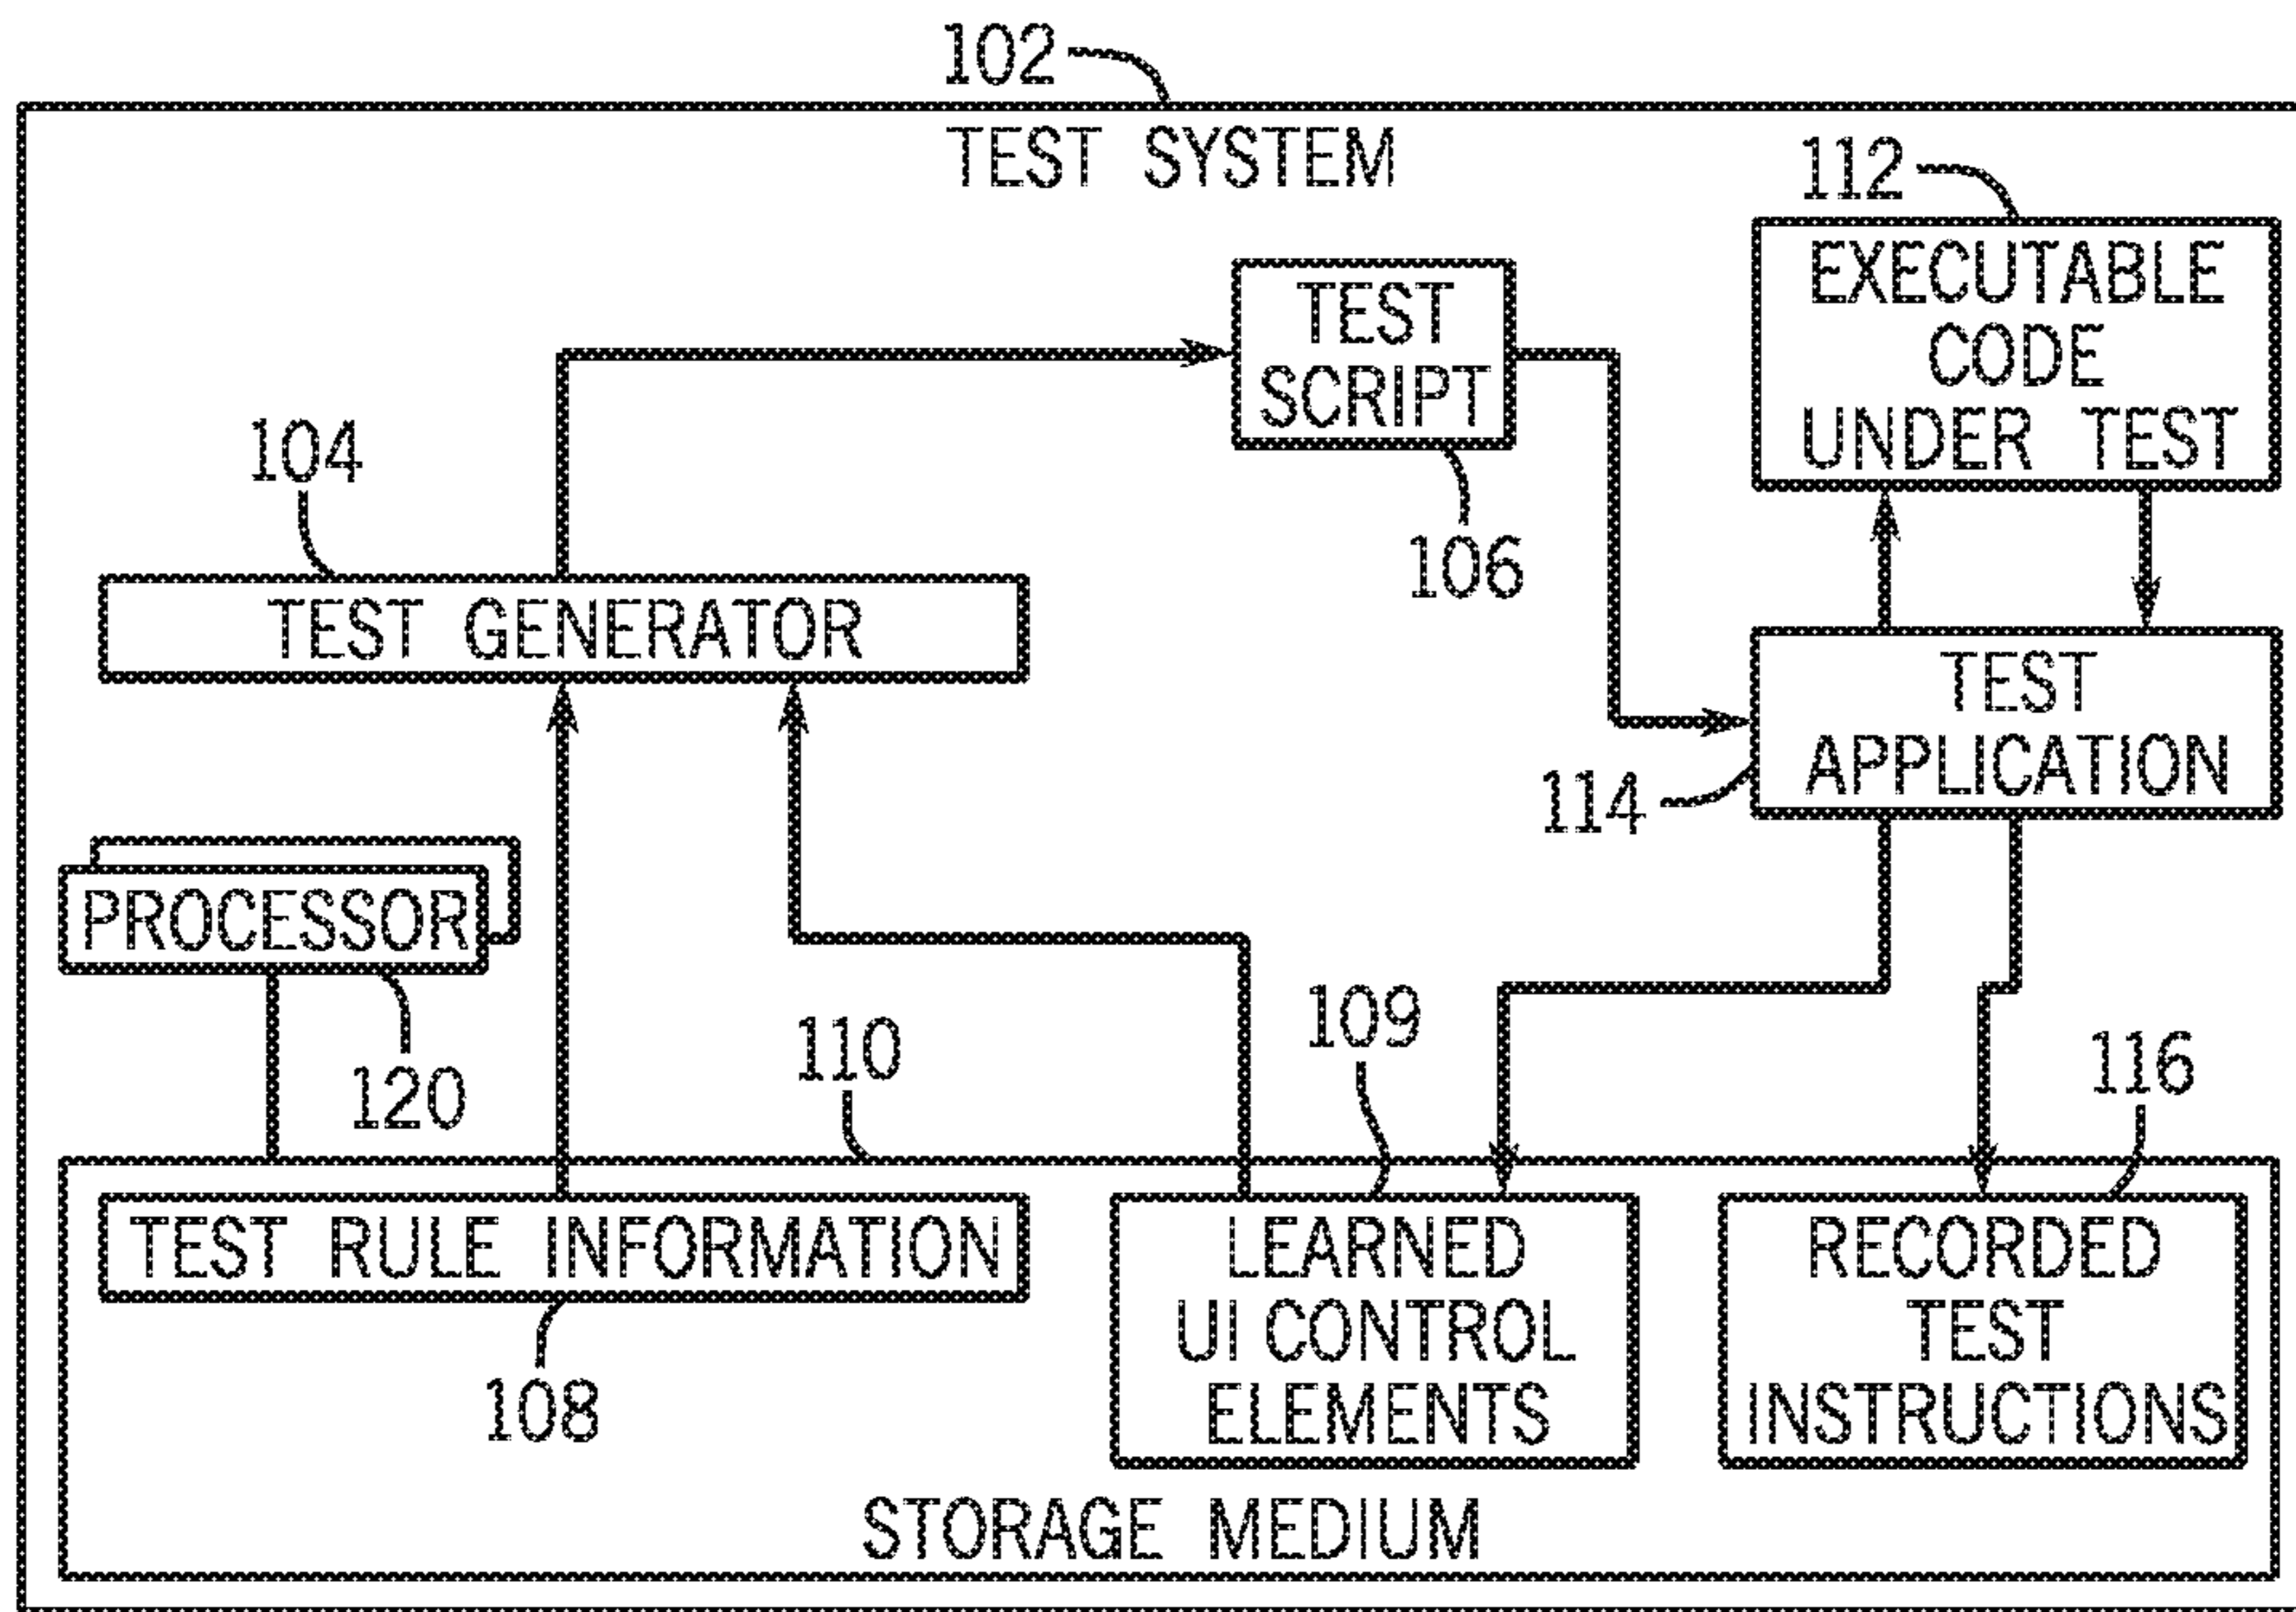 102
TEST SYSTEM
112
EXECUTABLE
CODE
UNDER TEST
TEST
SCRIPT
106
104
TEST GENERATOR
TEST
APPLICATION
114
PROCESSOR
120
110
109
116
TEST RULE INFORMATION
108
LEARNED
UI CONTROL
ELEMENTS
RECORDED
TEST
INSTRUCTIONS
STORAGE MEDIUM